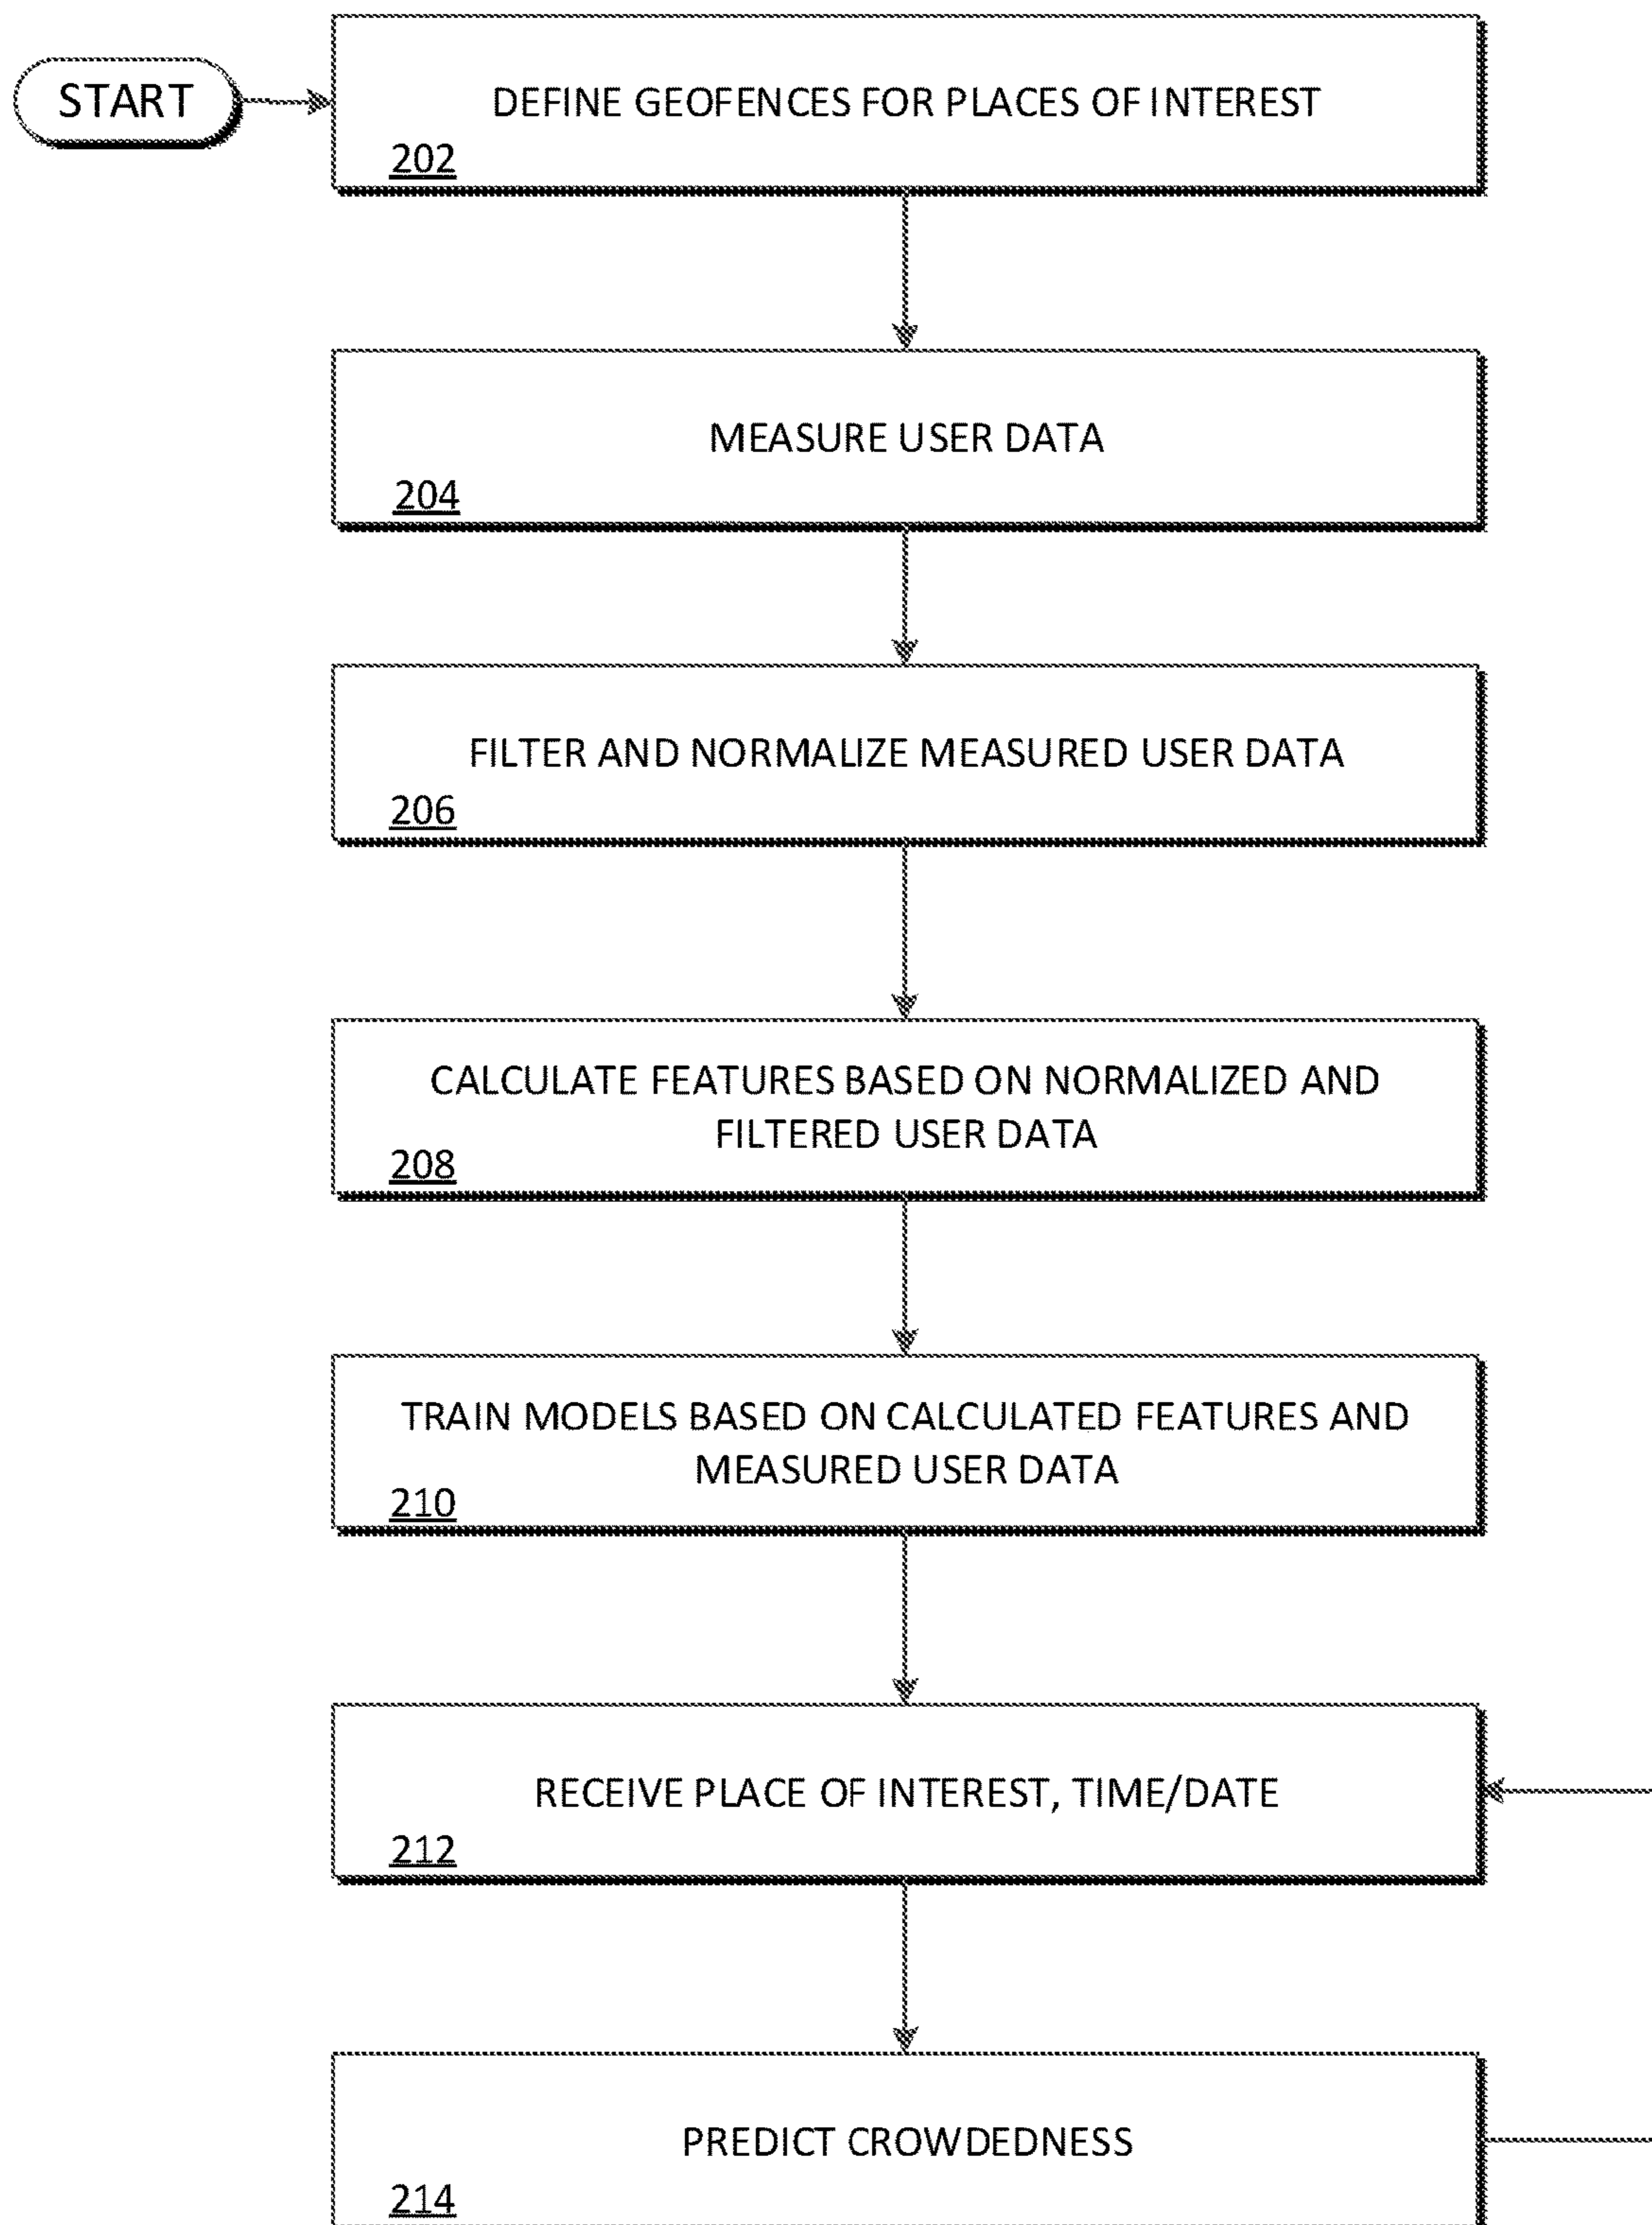 START
DEFINE GEOFENCES FOR PLACES OF INTEREST
202
MEASURE USER DATA
204
FILTER AND NORMALIZE MEASURED USER DATA
206
CALCULATE FEATURES BASED ON NORMALIZED AND
FILTERED USER DATA
208
TRAIN MODELS BASED ON CALCULATED FEATURES AND
MEASURED USER DATA
210
RECEIVE PLACE OF INTEREST, TIME/DATE
212
PREDICT CROWDEDNESS
214